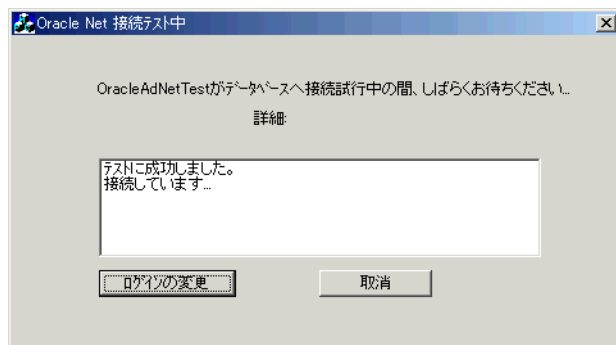 Oracle Net 接続テスト中
OracleAdNetTestがデータベースへ接続試行中の間、しばらくお待ちください...
詳細:
テストに成功しました。
接続しています...
ログインの変更
取消